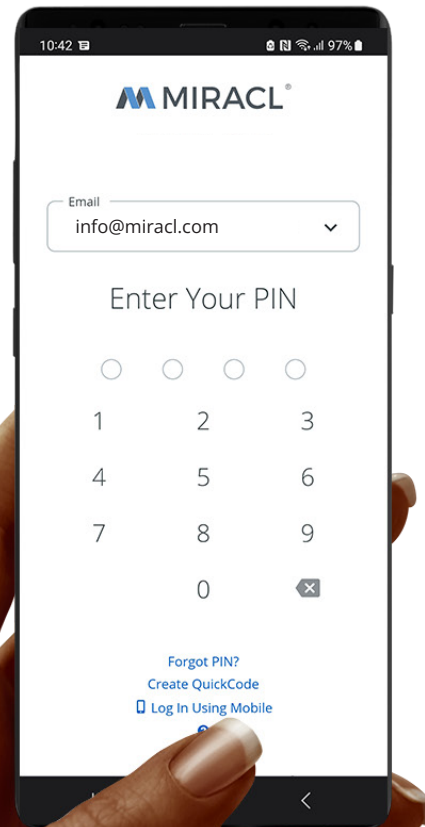 10:42 97%
MIRACL®
Email
info@miracl.com
Enter Your PIN
1 2 3
4 5 6
7 8 9
0
Forgot PIN?
Create QuickCode
Log In Using Mobile